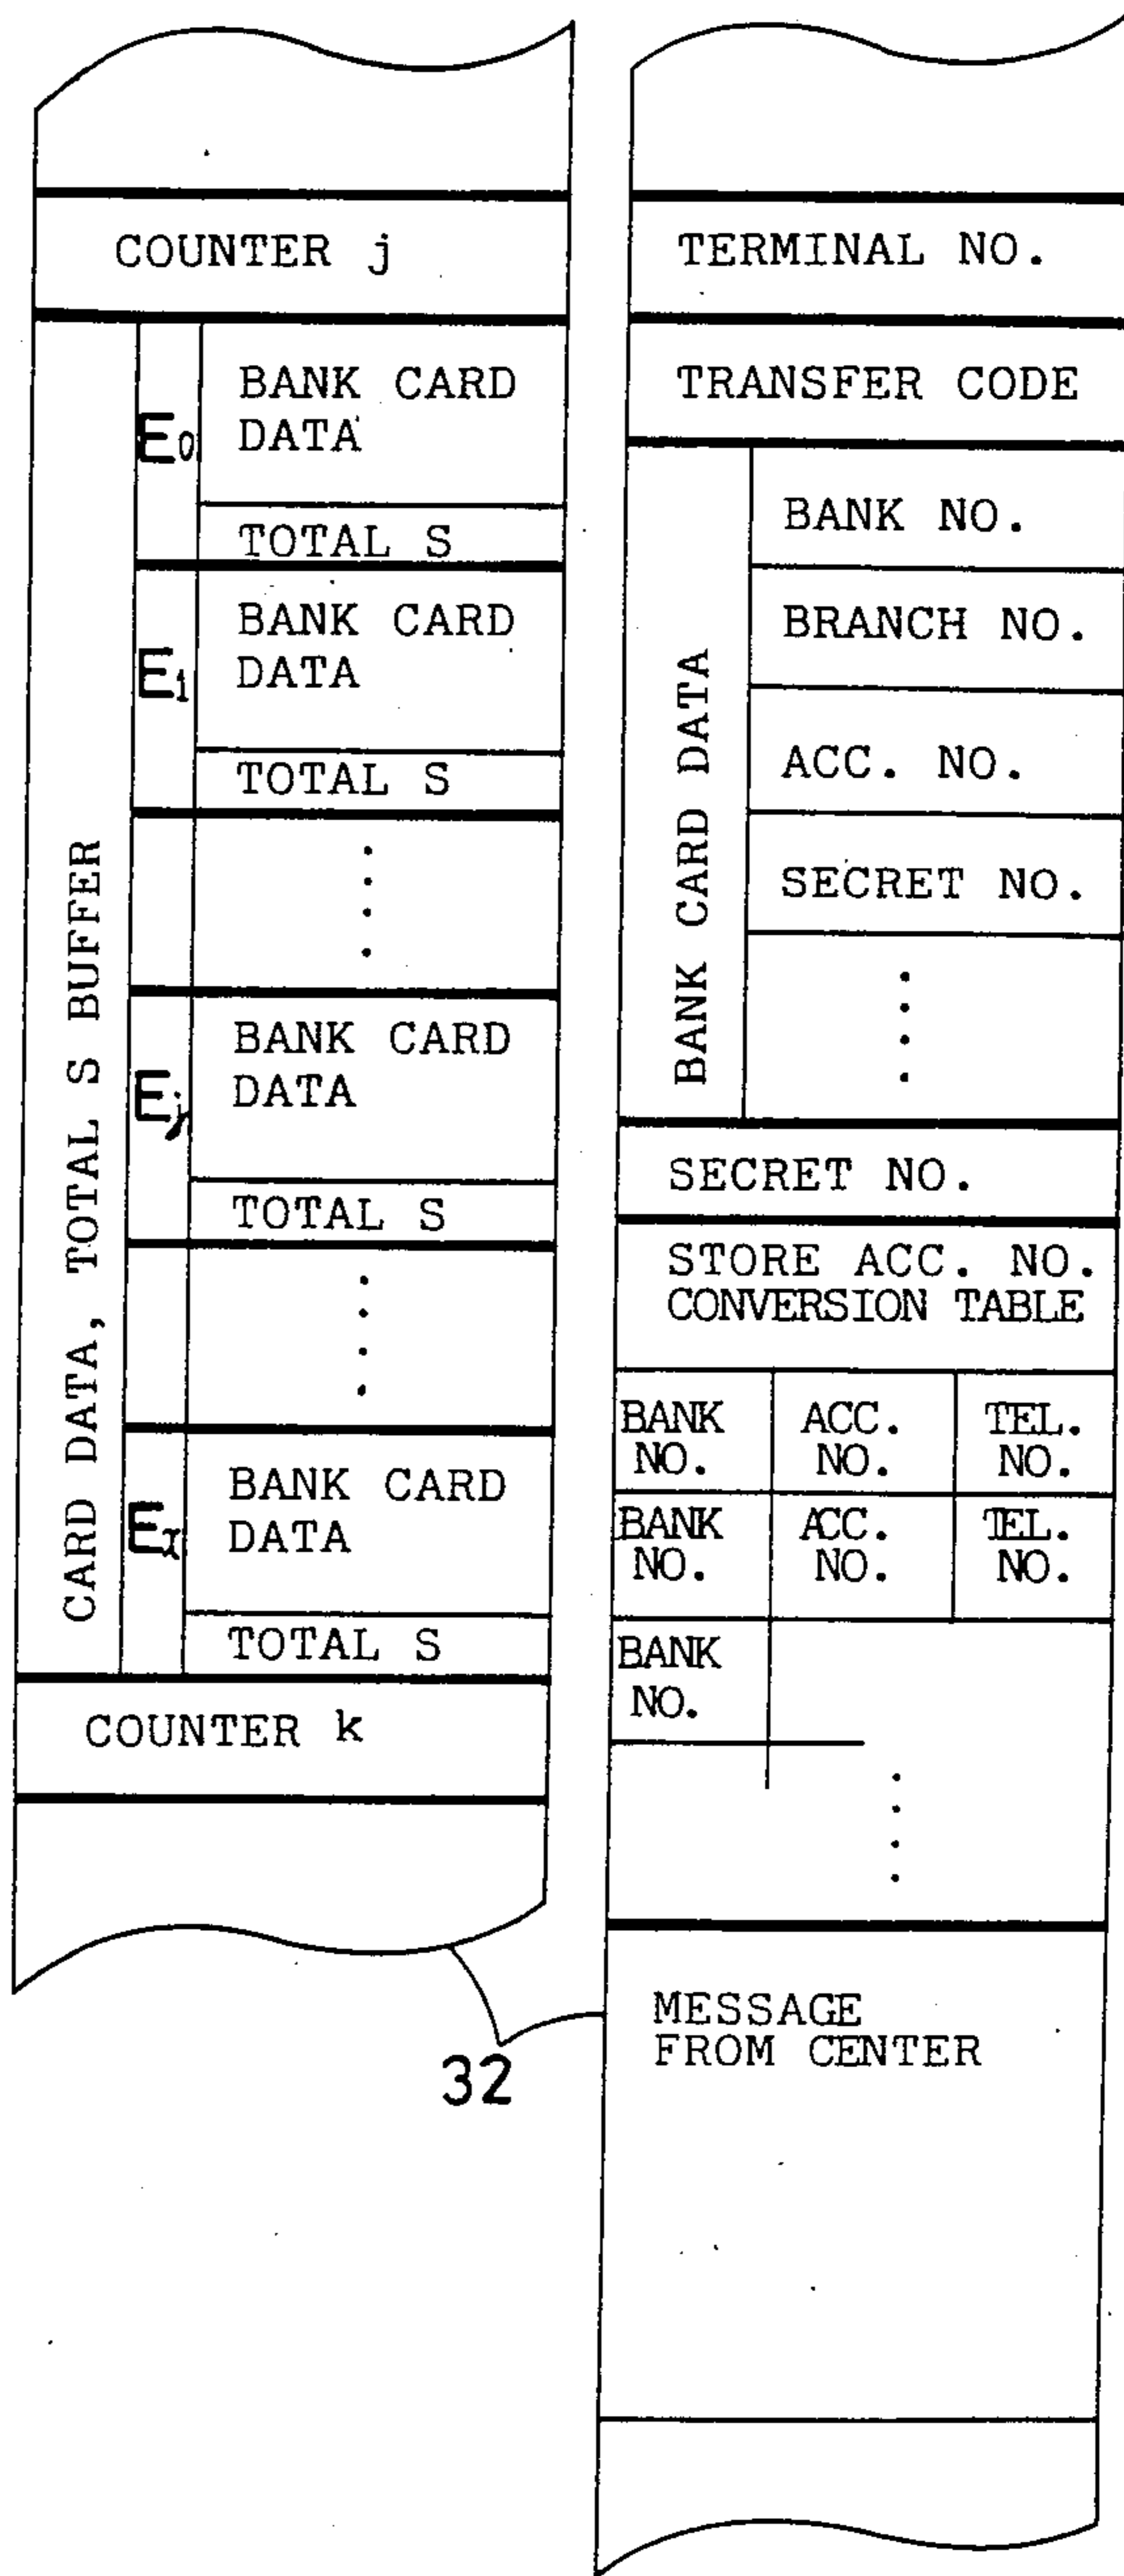 COUNTER j
CARD DATA, TOTAL S BUFFER
E0
BANK CARD
DATA
TOTAL S
E1
BANK CARD
DATA
TOTAL S
Ej
BANK CARD
DATA
TOTAL S
BANK CARD
DATA
TOTAL S
COUNTER k
TERMINAL NO.
TRANSFER CODE
BANK CARD DATA
BANK NO.
BRANCH NO.
ACC. NO.
SECRET NO.
SECRET NO.
STORE ACC. NO.
CONVERSION TABLE
BANK
NO.
ACC.
NO.
TEL.
NO.
BANK
NO.
ACC.
NO.
TEL.
NO.
BANK
NO.
MESSAGE
FROM CENTER
32